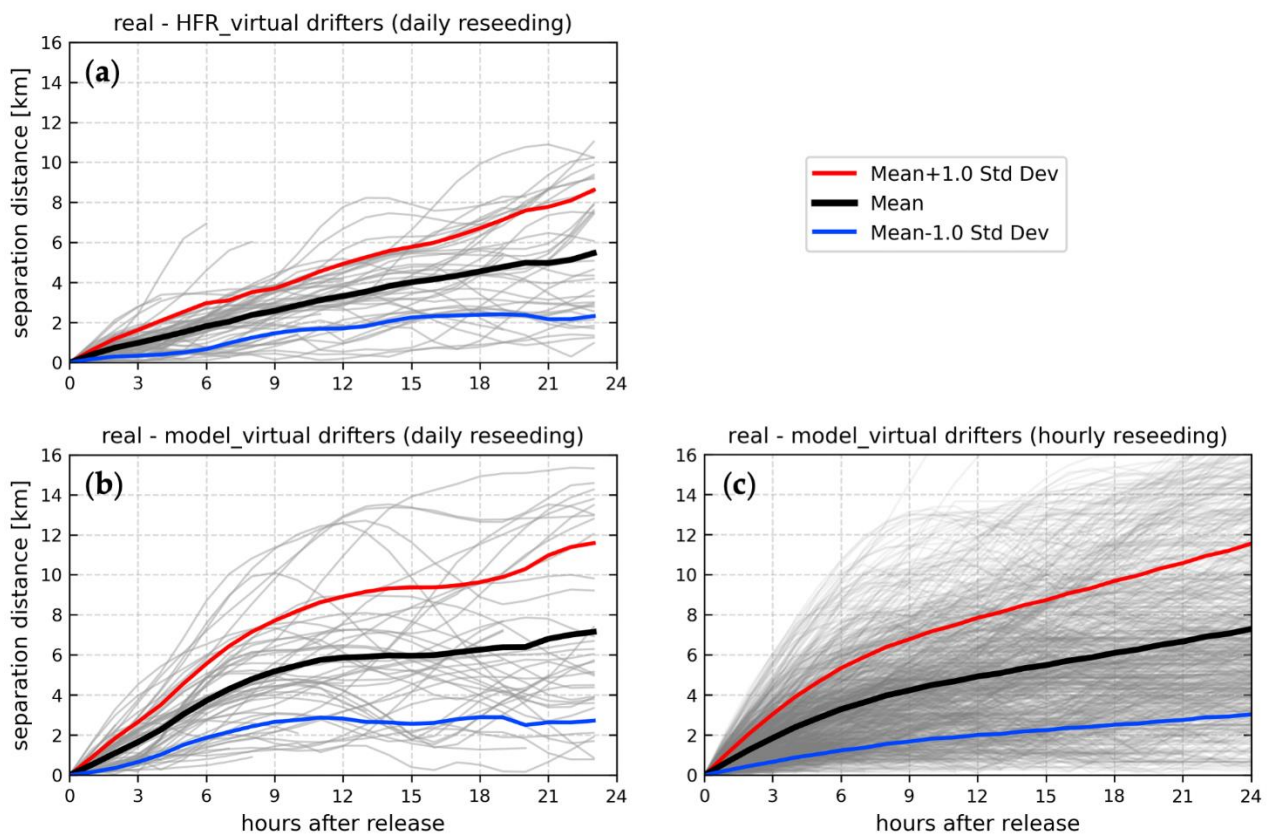 real - HFR_virtual drifters (daily reseeding)
(a)
separation distance [km]
16
14
12
10
8
6
4
2
0
0 3 6 9 12 15 18 21 24
Mean+1.0 Std Dev
Mean
Mean-1.0 Std Dev
real - model_virtual drifters (daily reseeding)
(b)
separation distance [km]
16
14
12
10
8
6
4
2
0
0 3 6 9 12 15 18 21 24
hours after release
real - model_virtual drifters (hourly reseeding)
(c)
16
14
12
10
8
6
4
2
0
0 3 6 9 12 15 18 21 24
hours after release